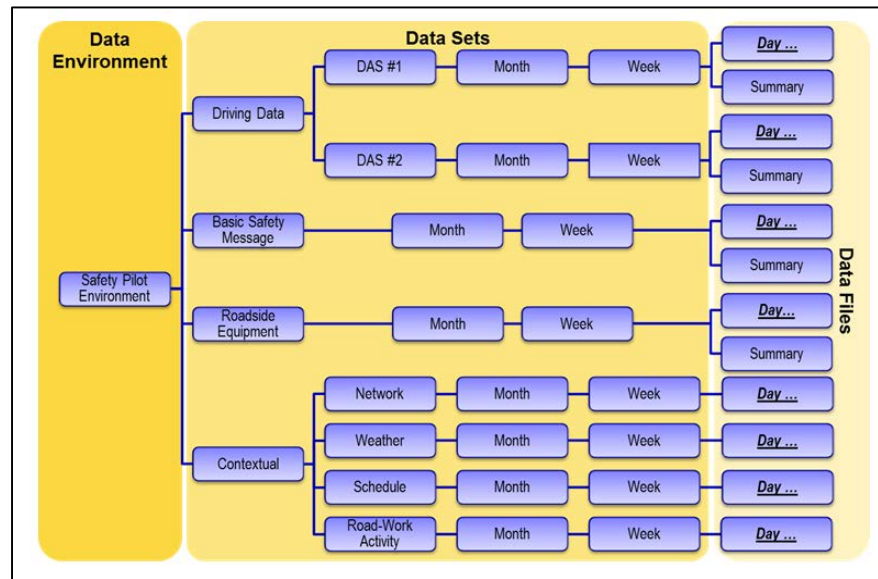 Data
Environment
Data Sets
Day ...
DAS #1
Month
Week
Summary
Driving Data
Day ...
DAS #2
Month
Week
Summary
Basic Safety
Message
Month
Week
Day ...
Summary
Safety Pilot
Environment
Data Files
Roadside
Equipment
Month
Week
Day...
Summary
Network
Month
Week
Day ...
Weather
Month
Week
Day ...
Contextual
Schedule
Month
Week
Day ...
Road-Work
Activity
Month
Week
Day ...